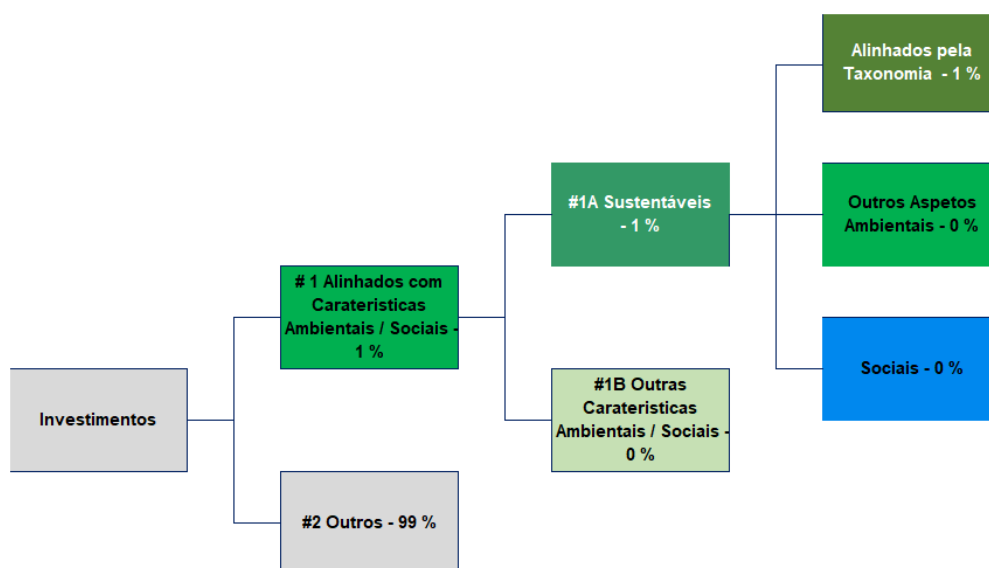 Investimentos
# 1 Alinhados com
Carateristicas
Ambientais / Sociais -
1 %
#2 Outros - 99 %
#1A Sustentáveis
- 1 %
#1B Outras
Carateristicas
Ambientais / Sociais -
0 %
Alinhados pela
Taxonomia - 1 %
Outros Aspetos
Ambientais - 0 %
Sociais - 0 %